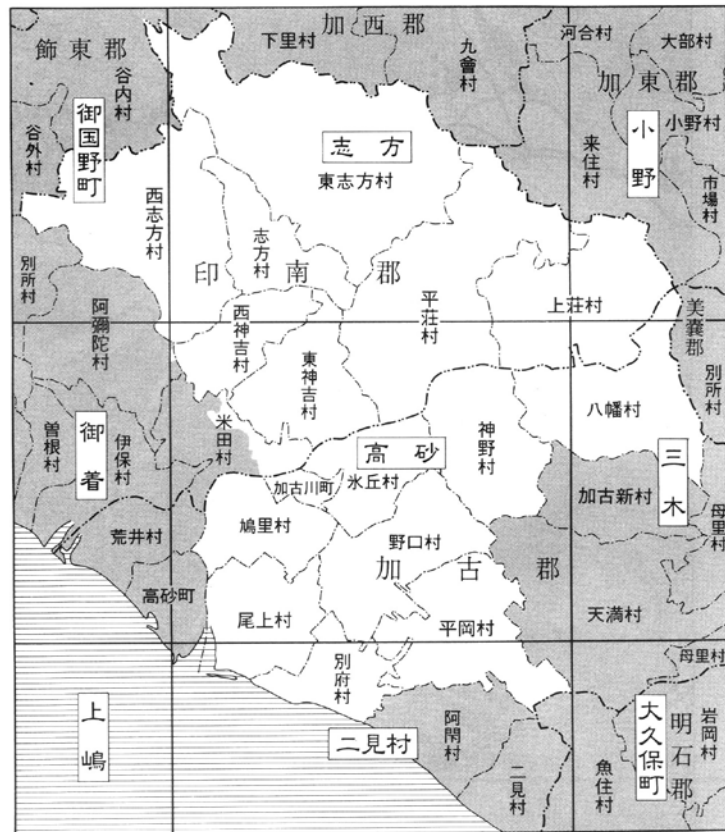 飾東郡
加西郡
下里村
九會村
河合村
大部村
加東郡
谷内村
谷外村
御国野町
志方
東志方村
小野
小野村
来住村
市場村
西志方村
志方村
印南郡
別所村
阿彌陀村
西神吉村
東神吉村
平荘村
上荘村
美嚢郡
別所村
八幡村
米田村
曽根村
御着
伊保村
高砂
神野村
三木
加古川町
氷丘村
加古新村
母里村
荒井村
鳩里村
野口村
加古郡
高砂町
尾上村
平岡村
天満村
別府村
母里村
上嶋
二見村
阿閇村
二見村
魚住村
大久保町
明石郡
岩岡村